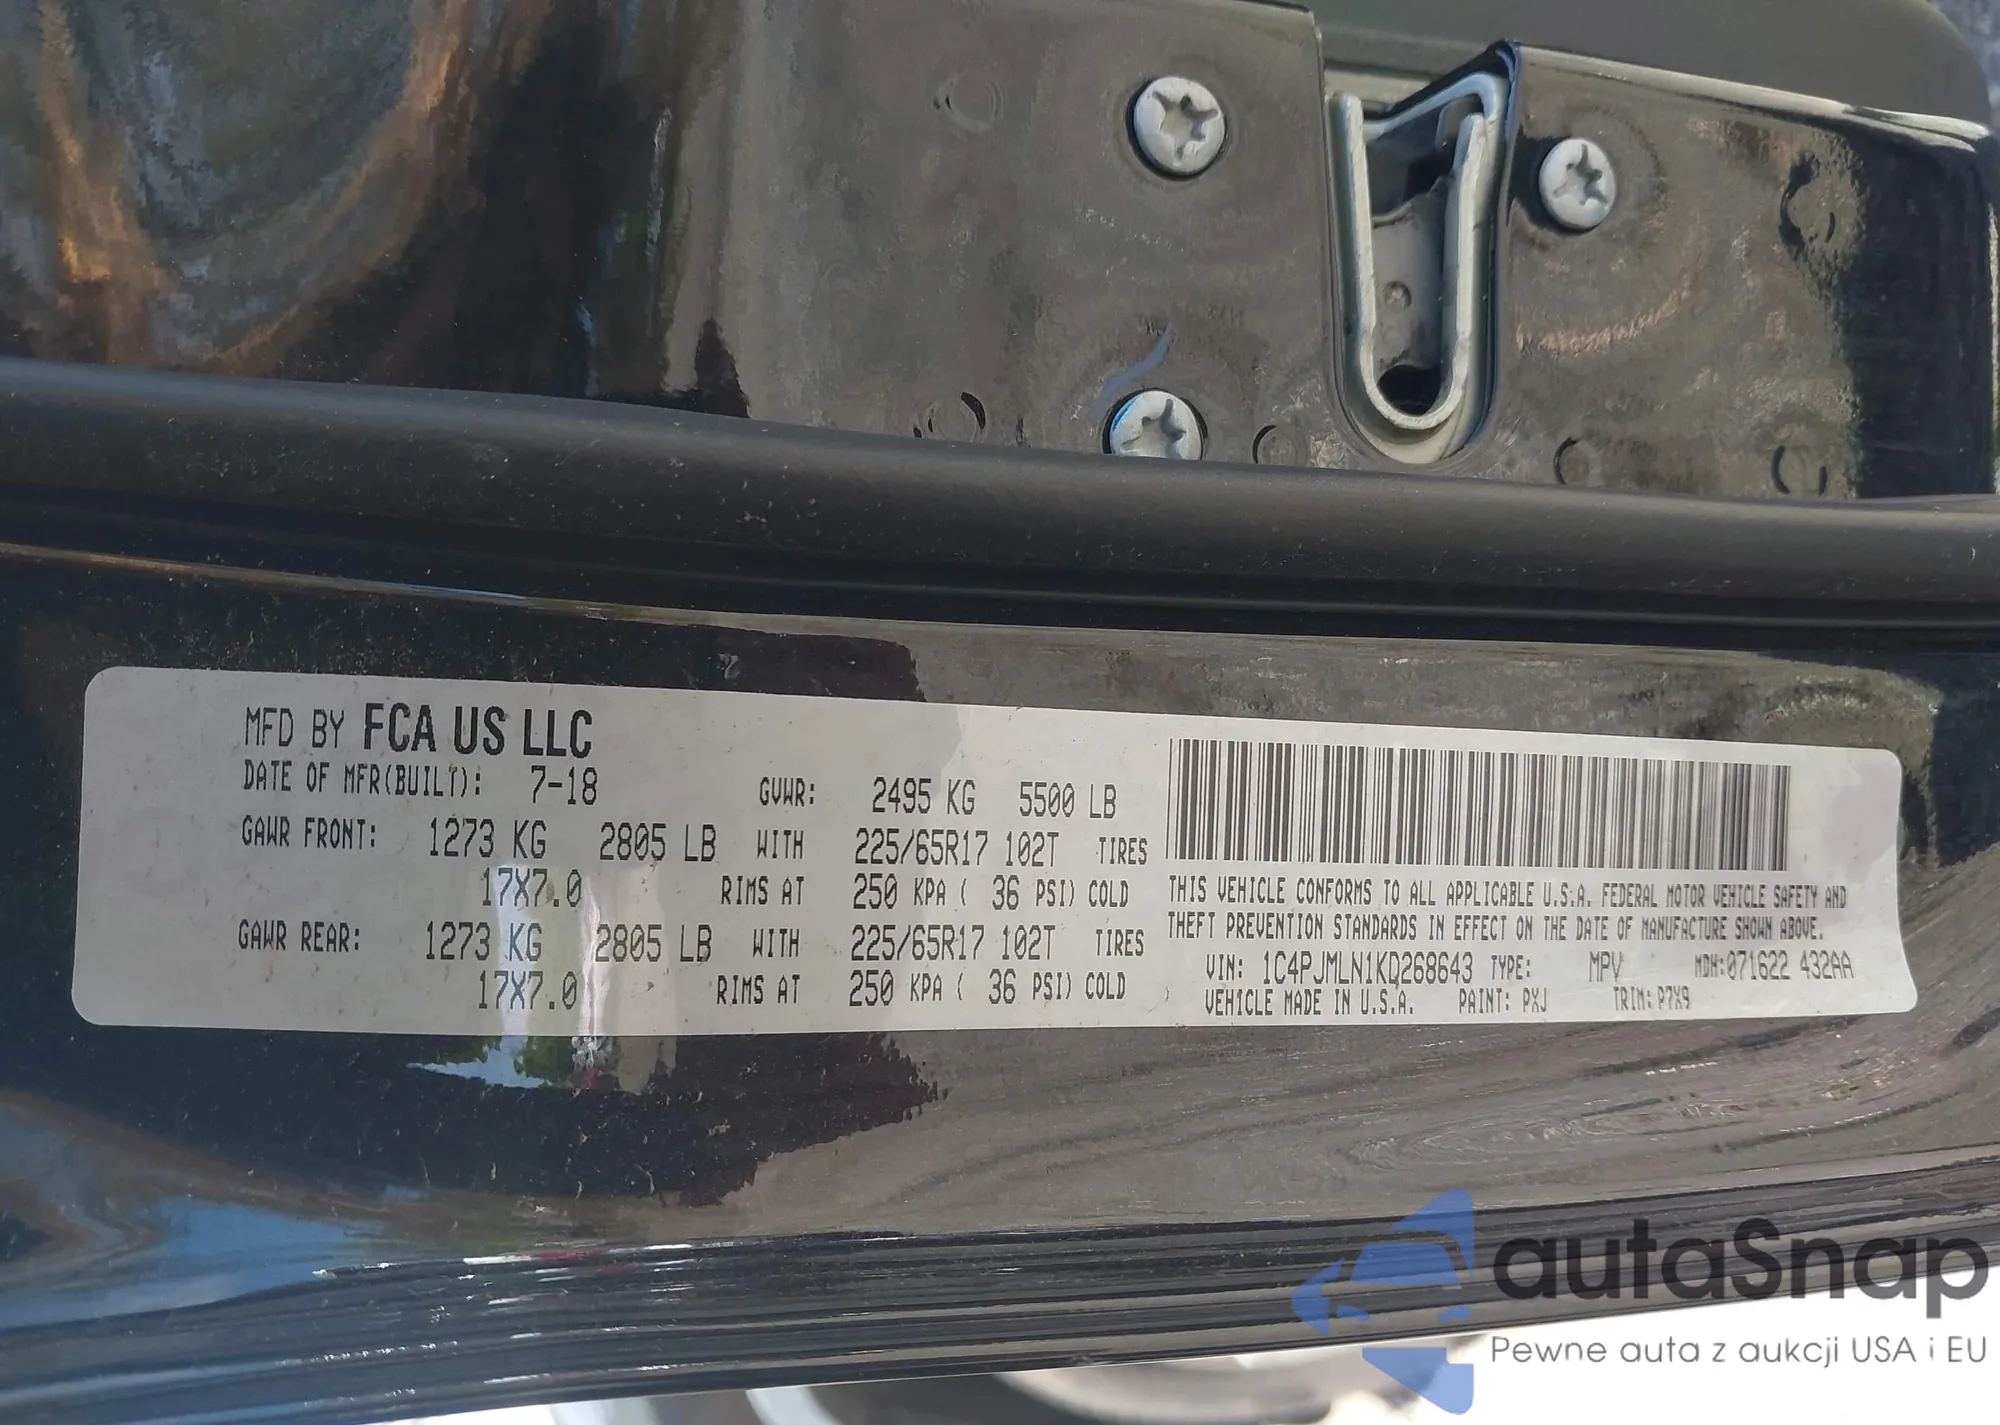 MFD BY FCA US LLC
DATE OF MFR(BUILT): 7-18 GVWR: 2495 KG 5500 LB
GAWR FRONT: 1273 KG 2805 LB WITH 225/65R17 102T TIRES
17X7.0 RIMS AT 250 KPA ( 36 PSI) COLD
GAWR REAR: 1273 KG 2805 LB WITH 225/65R17 102T TIRES
17X7.0 RIMS AT 250 KPA ( 36 PSI) COLD
THIS VEHICLE CONFORMS TO ALL APPLICABLE U.S.A. FEDERAL MOTOR VEHICLE SAFETY AND
THEFT PREVENTION STANDARDS IN EFFECT ON THE DATE OF MANUFACTURE SHOWN ABOVE.
VIN: 1C4PJMLN1KD268643 TYPE: MPV MDH:071622 432AA
VEHICLE MADE IN U.S.A. PAINT: PXJ TRIM: P7X9
autaSnap
Pewne auta z aukcji USA i EU